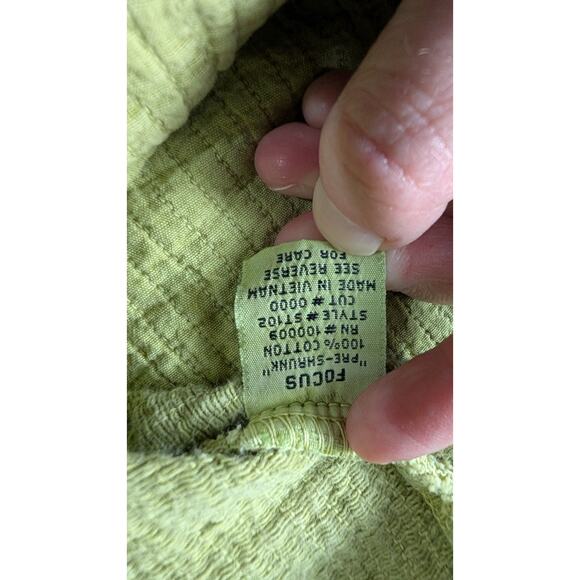 FOCUS
"PRE-SHRUNK"
100% COTTON
RN# 100009
STYLE# ST102
CUT# 0000
MADE IN VIETNAM
SEE REVERSE
FOR CARE